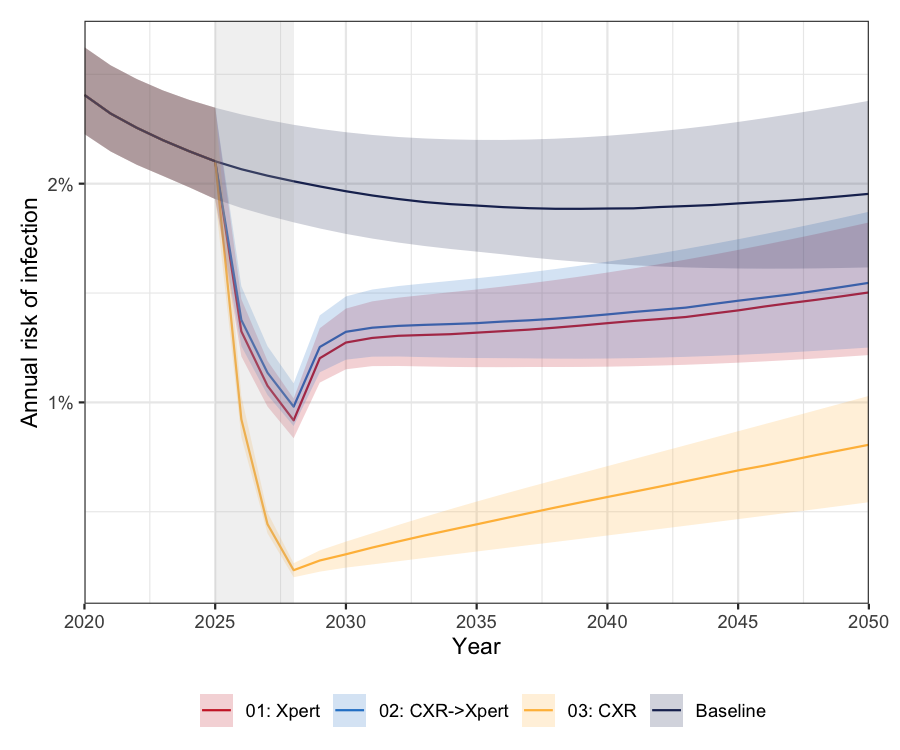 Annual risk of infection
2%
1%
2020 2025 2030 2035 2040 2045 2050
Year
01: Xpert 02: CXR->Xpert 03: CXR Baseline